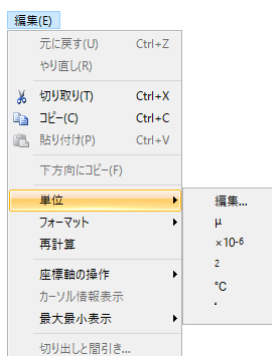 編集(E)
元に戻す(U) Ctrl+Z
やり直し(R)
切り取り(T) Ctrl+X
コピー(C) Ctrl+C
貼り付け(P) Ctrl+V
下方向にコピー(F)
単位
フォーマット
再計算
座標軸の操作
カーソル情報表示
最大最小表示
切り出しと間引き...
編集...
μ
×10-6
2
℃